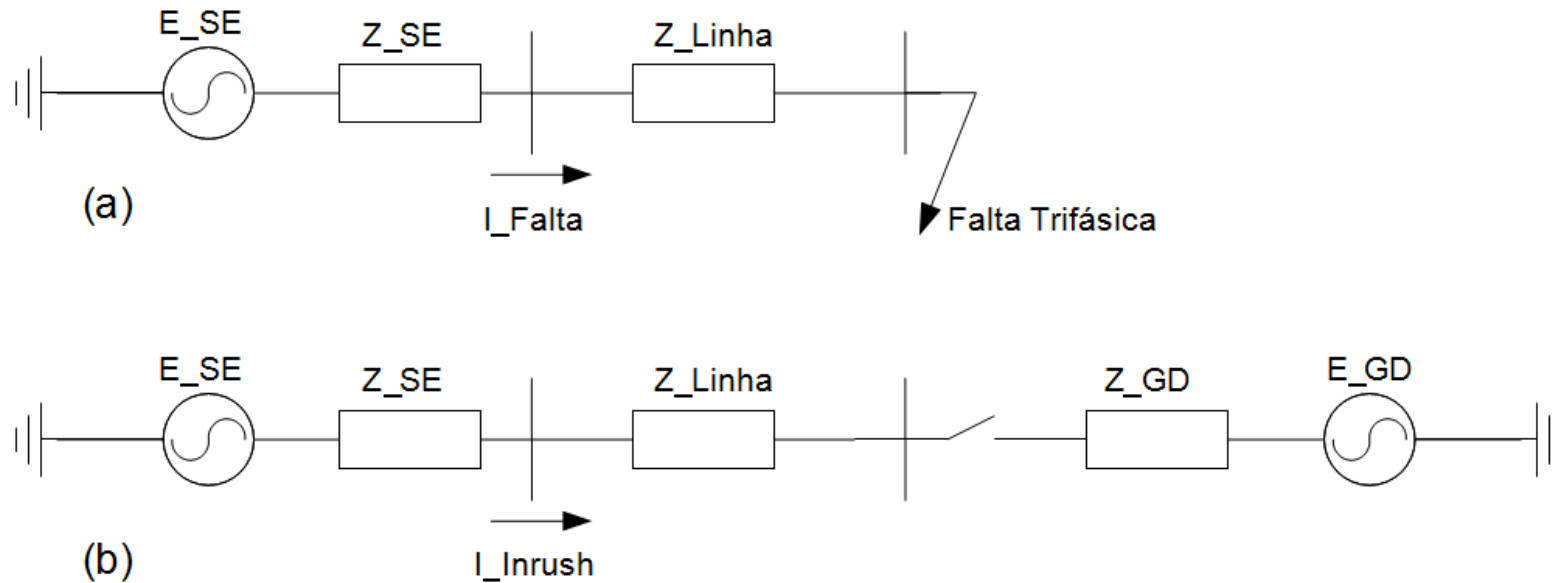 E_SE
Z_SE
Z_Linha
(a)
I_Falta
Falta Trifásica
E_SE
Z_SE
Z_Linha
Z_GD
E_GD
(b)
I_Inrush